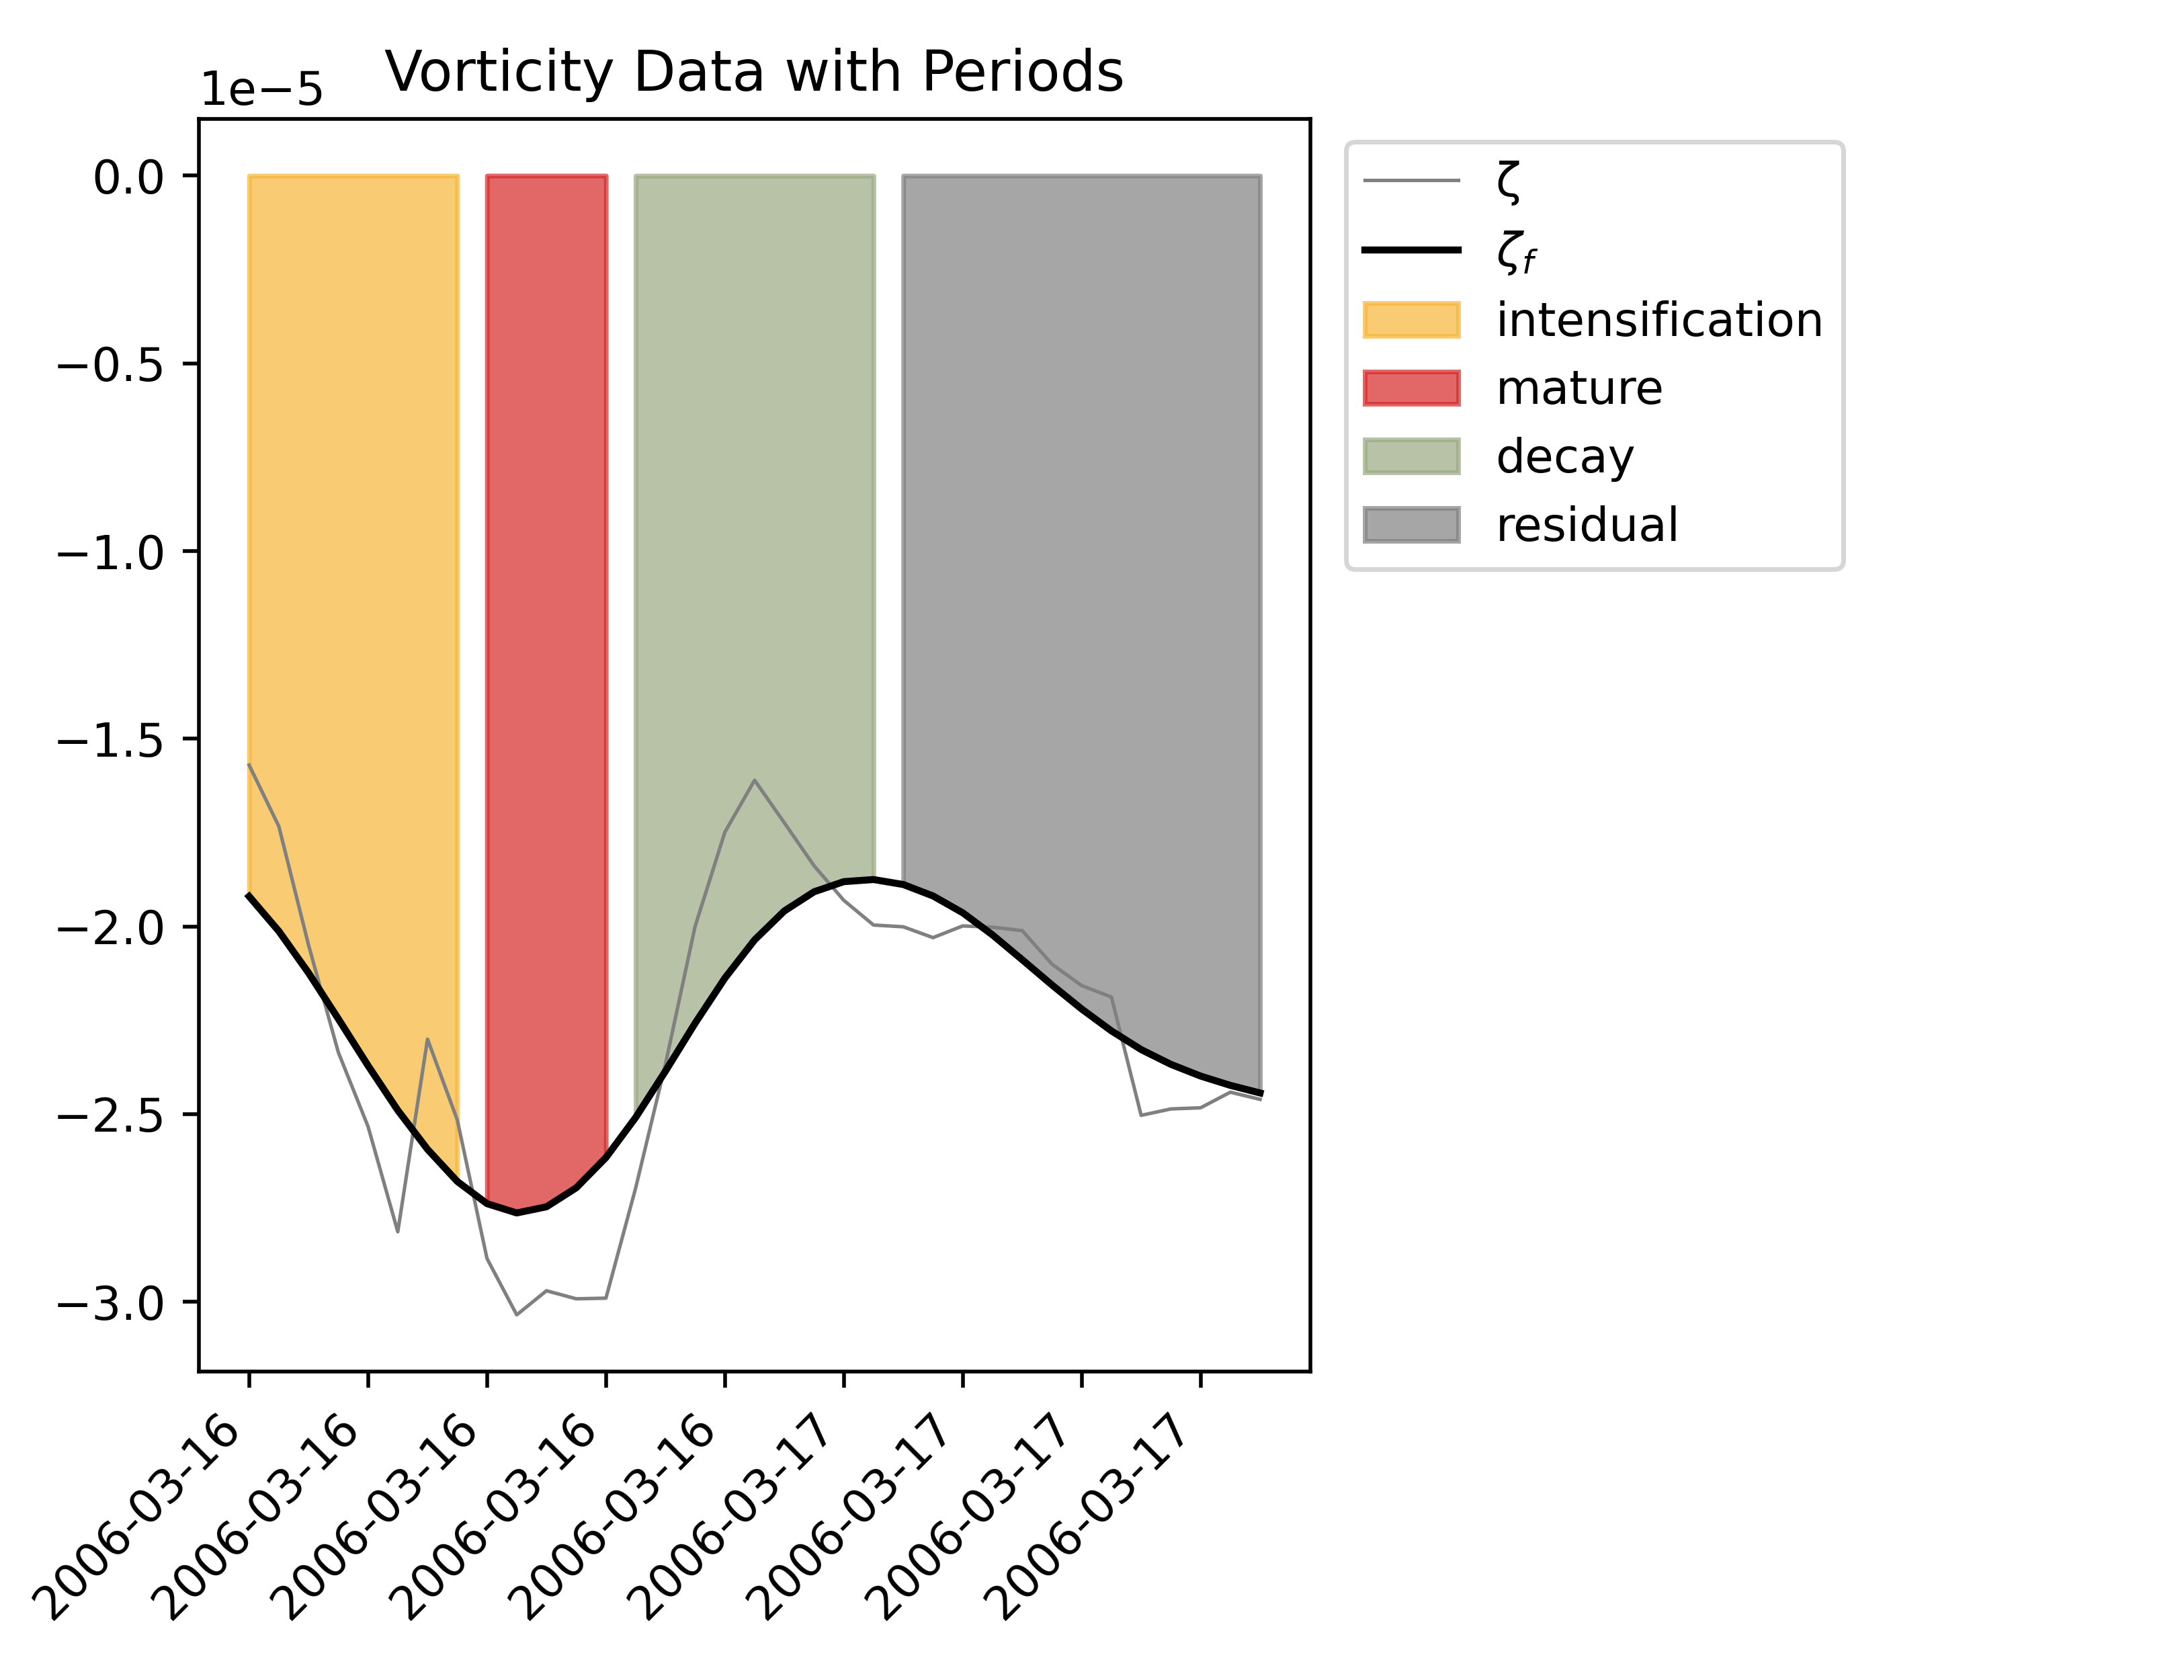 Vorticity Data with Periods
1e−5
0.0
−0.5
−1.0
−1.5
−2.0
−2.5
−3.0
2006-03-16
2006-03-16
2006-03-16
2006-03-16
2006-03-16
2006-03-17
2006-03-17
2006-03-17
2006-03-17
ζ
ζf
intensification
mature
decay
residual